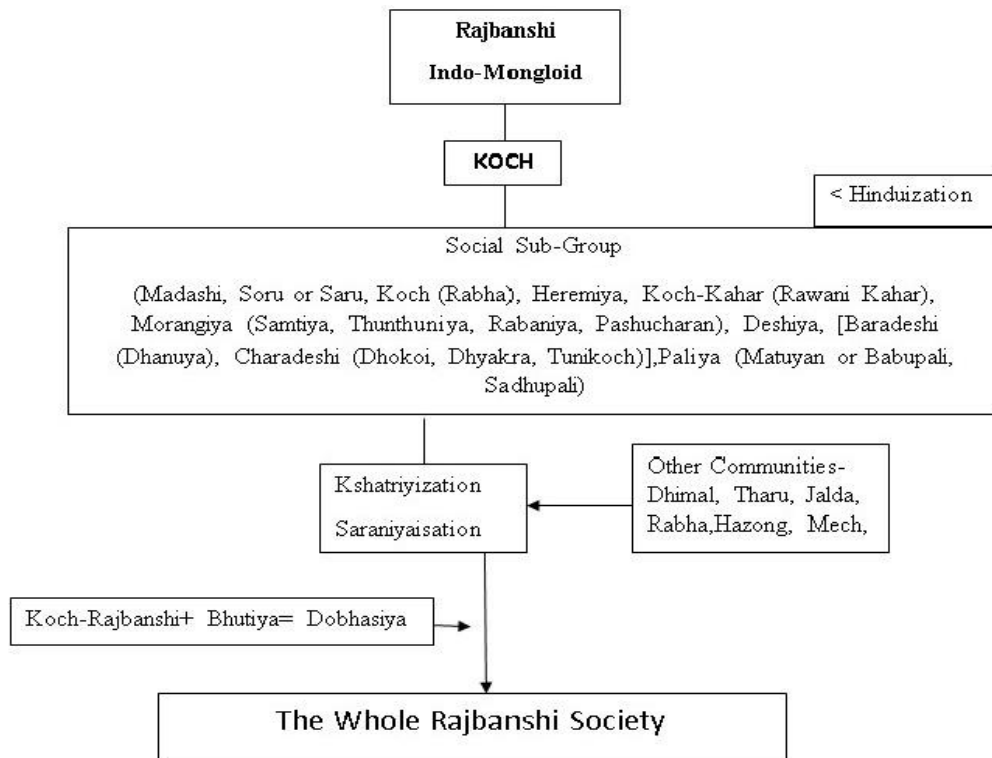 Rajbanshi
Indo-Mongloid
KOCH
< Hinduization
Social Sub-Group
(Madashi, Soru or Saru, Koch (Rabha), Heremiya, Koch-Kahar (Rawani Kahar),
Morangiya (Samtiya, Thunthuniya, Rabaniya, Pashucharan), Deshiya, [Baradeshi
(Dhanuya), Charadeshi (Dhokoi, Dhyakra, Tunikoch)],Paliya (Matuyan or Babupali,
Sadhupali)
Kshatriyization
Saraniyaisation
Other Communities-
Dhimal, Tharu, Jalda,
Rabha,Hazong, Mech,
Koch-Rajbanshi+ Bhutiya= Dobhasiya
The Whole Rajbanshi Society